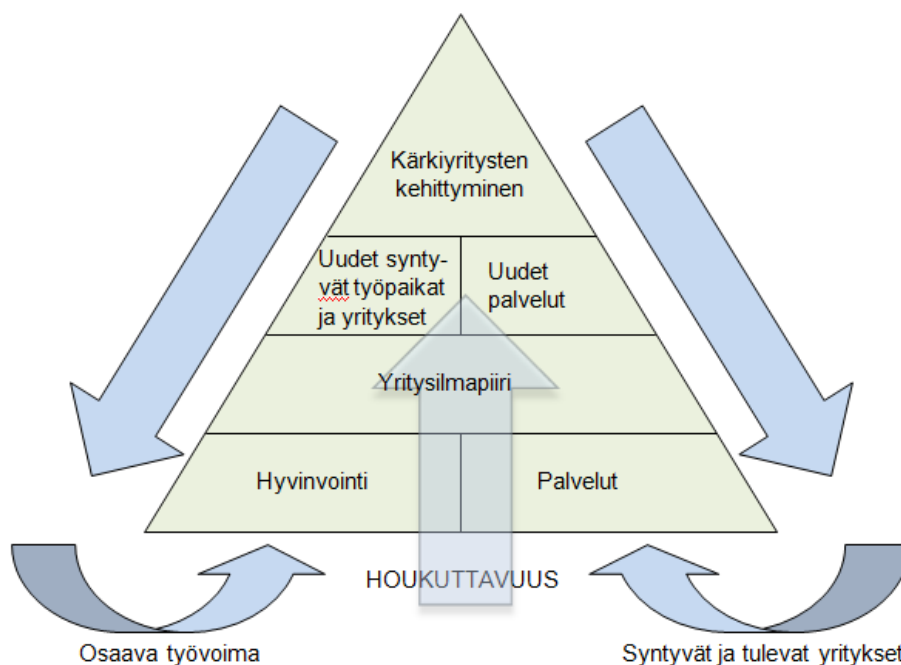 Kärkiyritysten
kehittyminen
Uudet synty-
vät työpaikat
ja yritykset
Uudet
palvelut
Yritysilmapiiri
Hyvinvointi
Palvelut
HOUKUTTAVUUS
Osaava työvoima
Syntyvät ja tulevat yritykset